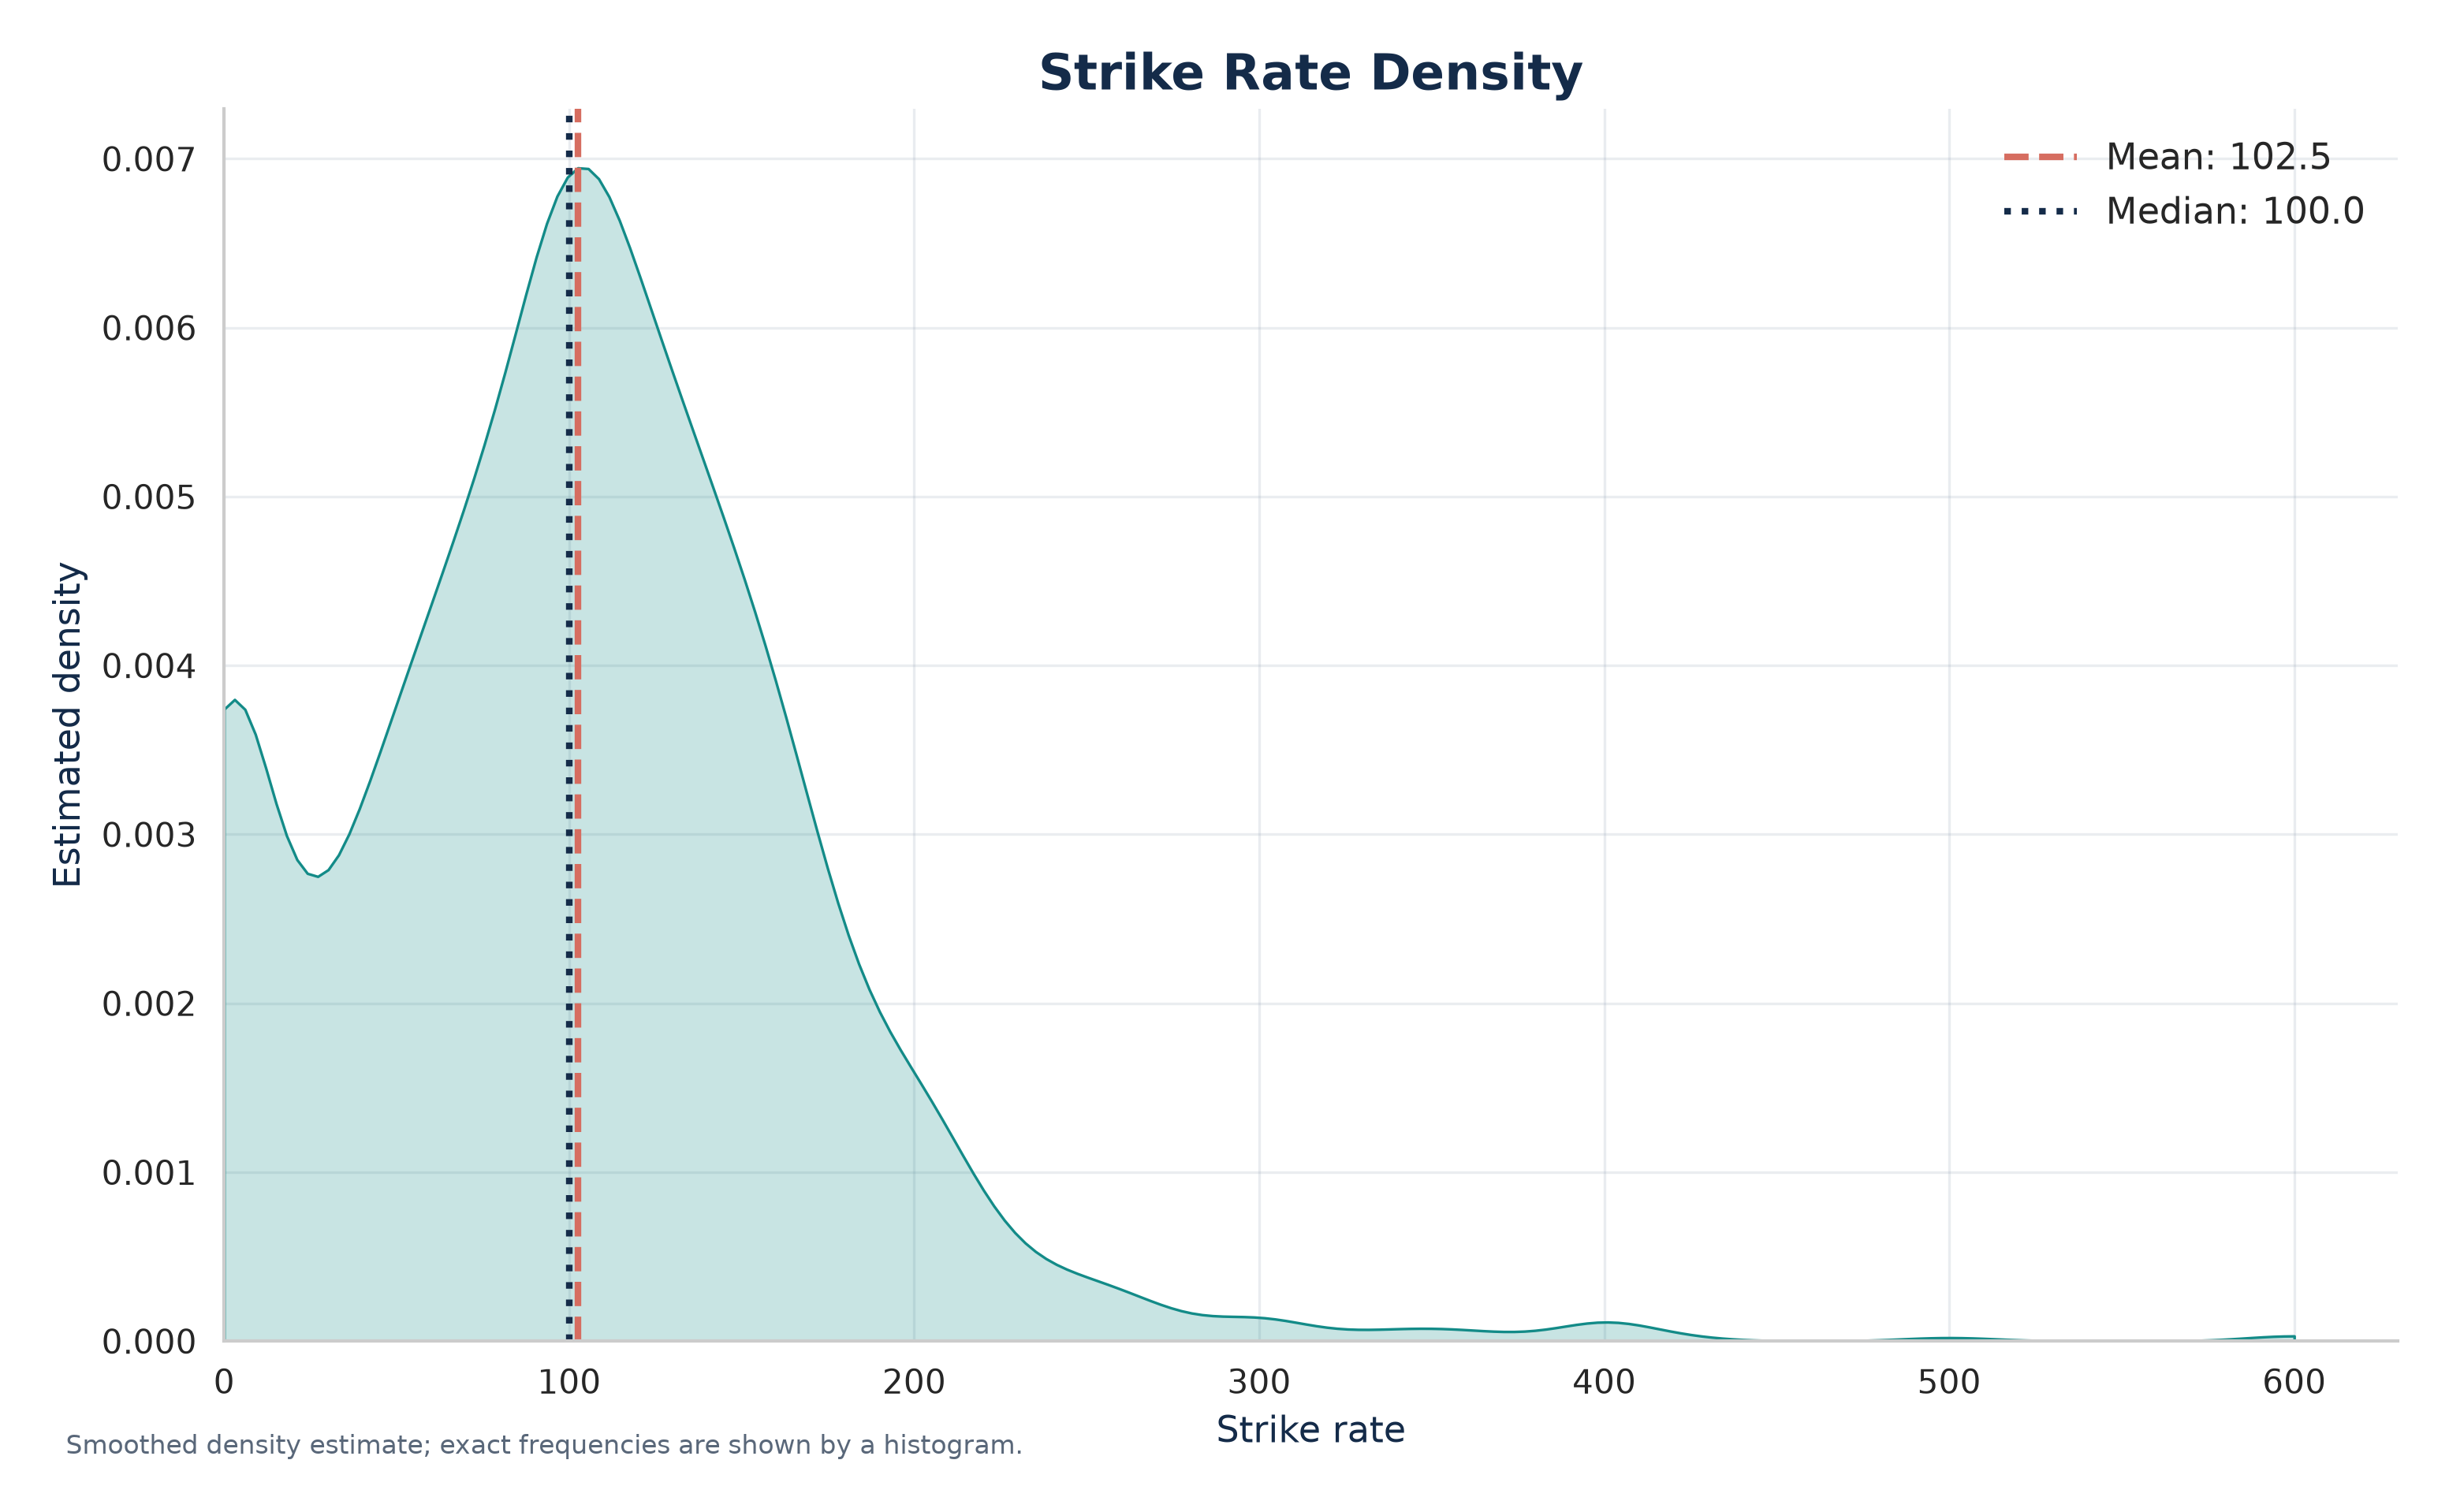 Strike Rate Density
Mean: 102.5
Median: 100.0
Estimated density
0.007
0.006
0.005
0.004
0.003
0.002
0.001
0.000
0 100 200 300 400 500 600
Strike rate
Smoothed density estimate; exact frequencies are shown by a histogram.